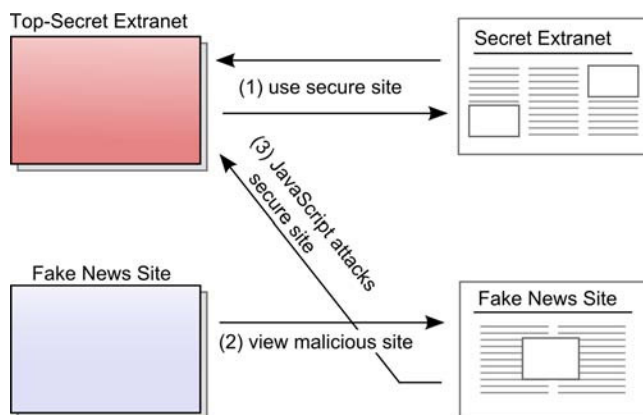 Top-Secret Extranet
Secret Extranet
(1) use secure site
(3) JavaScript attacks
secure site
Fake News Site
Fake News Site
(2) view malicious site